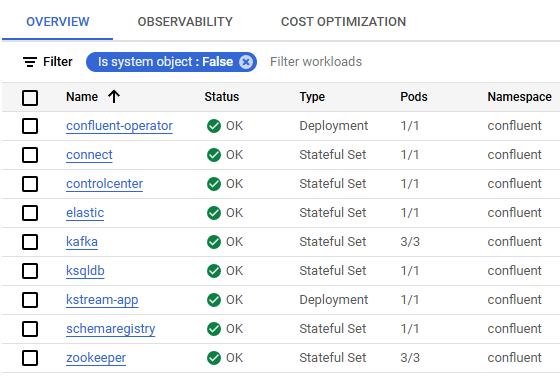 OVERVIEW OBSERVABILITY COST OPTIMIZATION
Filter Is system object : False Filter workloads
Name Status Type Pods Namespace
confluent-operator OK Deployment 1/1 confluent
connect OK Stateful Set 1/1 confluent
controlcenter OK Stateful Set 1/1 confluent
elastic OK Stateful Set 1/1 confluent
kafka OK Stateful Set 3/3 confluent
ksqldb OK Stateful Set 1/1 confluent
kstream-app OK Deployment 1/1 confluent
schemaregistry OK Stateful Set 1/1 confluent
zookeeper OK Stateful Set 3/3 confluent